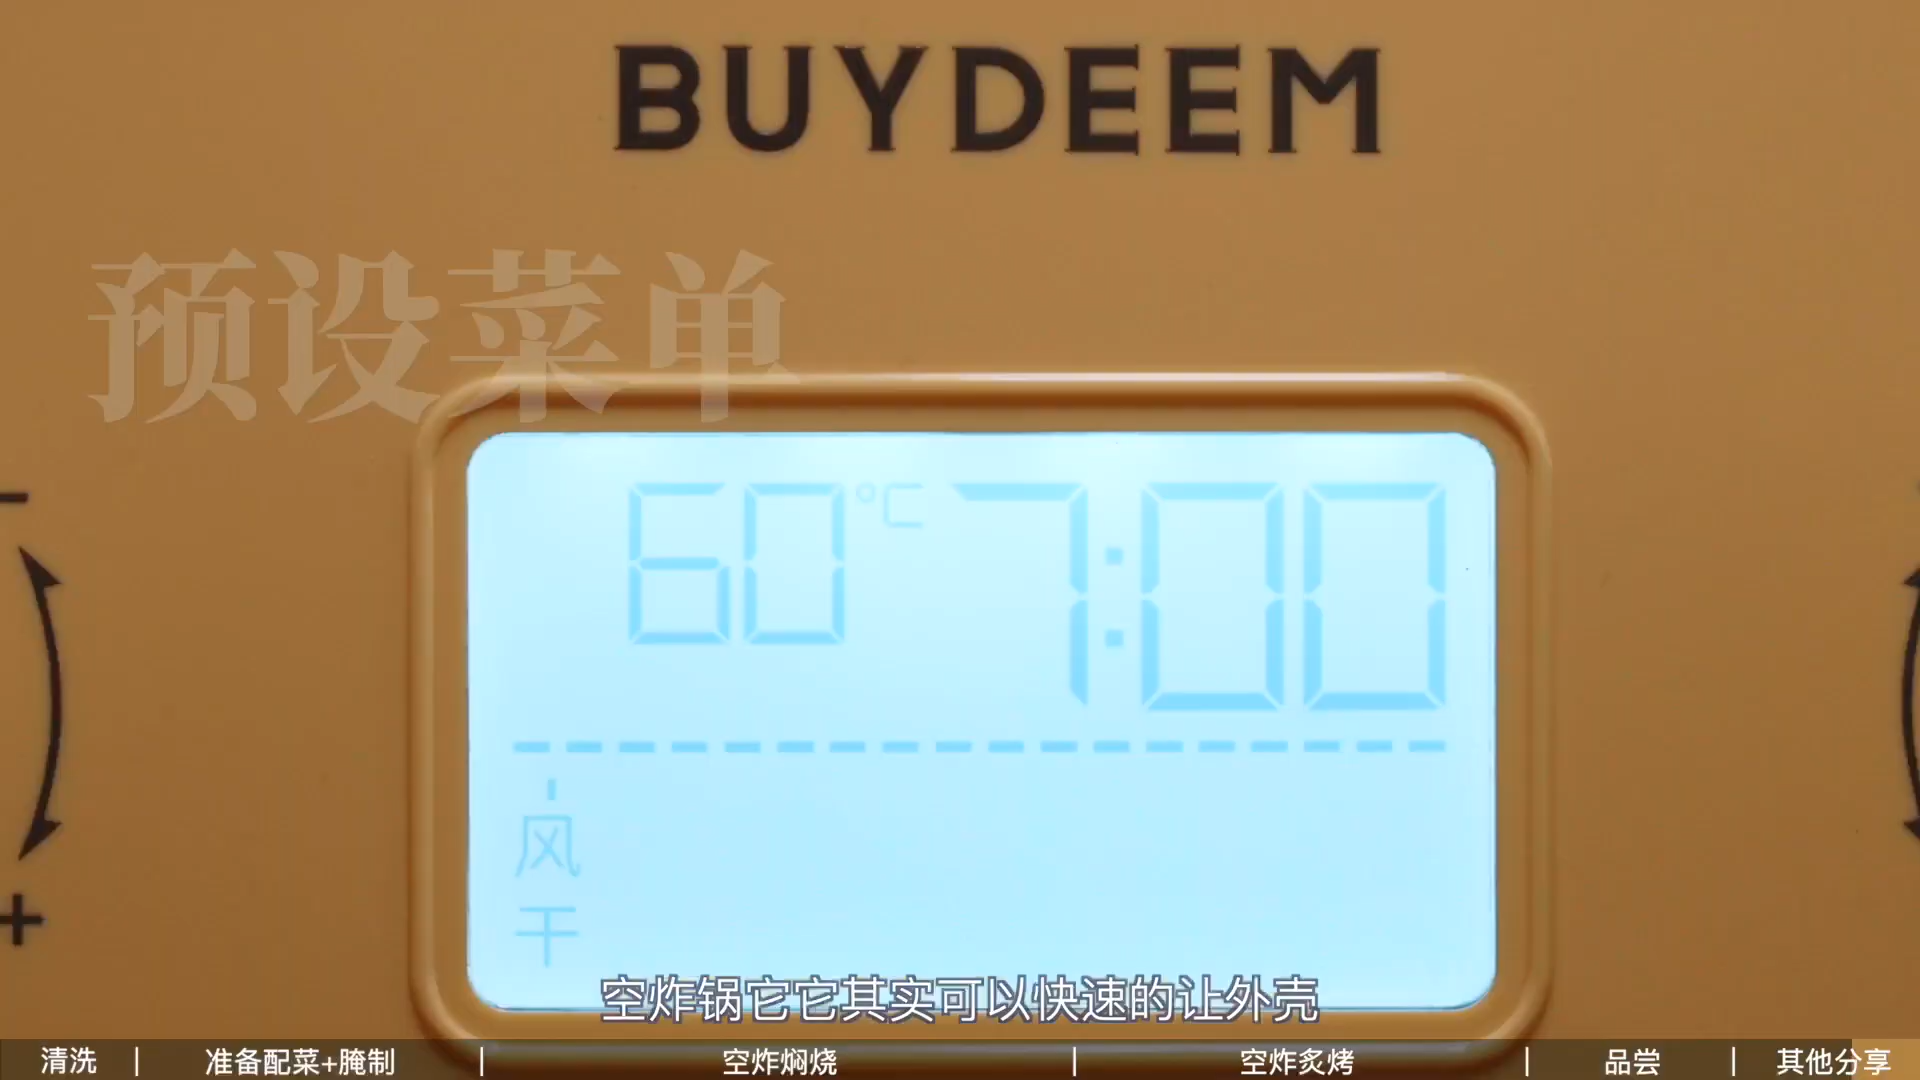 BUYDEEM
预设菜单
60°C 7:00
风
干
-
+
空炸锅它它其实可以快速的让外壳
清洗 | 准备配菜+腌制 | 空炸焖烧 | 空炸炙烤 | 品尝 | 其他分享